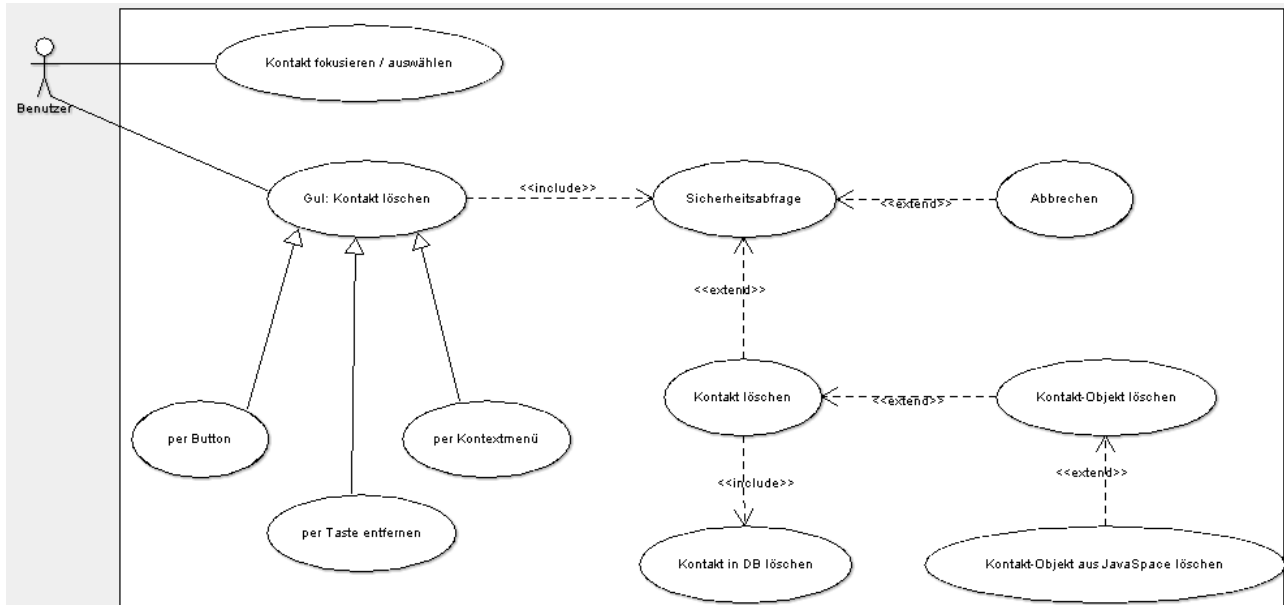 Kontakt fokusieren / auswählen
Benutzer
GuI: Kontakt löschen
<<include>>
Sicherheitsabfrage
<<extend>>
Abbrechen
<<extend>>
Kontakt löschen
<<extend>>
Kontakt-Objekt löschen
per Button
per Kontextmenü
<<include>>
<<extend>>
per Taste entfernen
Kontakt in DB löschen
Kontakt-Objekt aus JavaSpace löschen